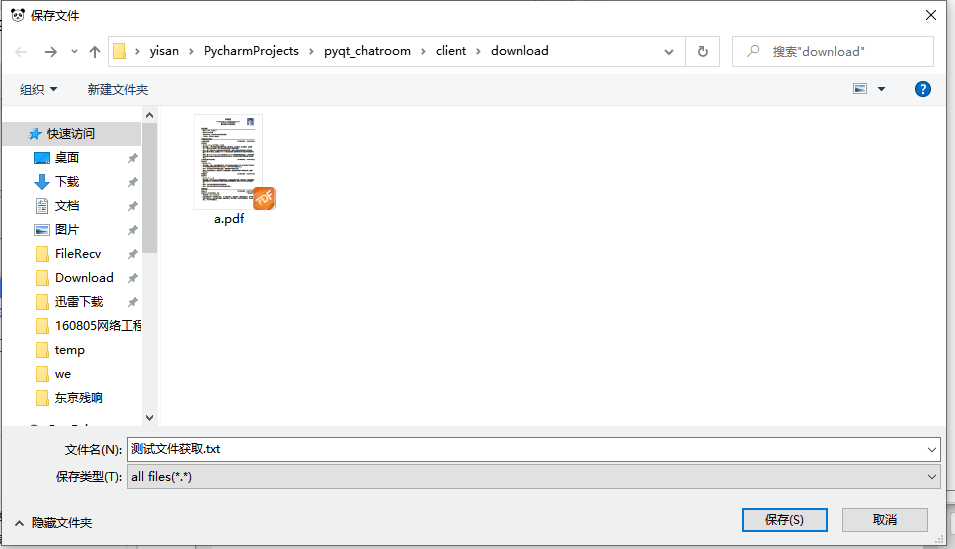 保存文件
yisan › PycharmProjects › pyqt_chatroom › client › download
搜索"download"
组织
新建文件夹
快速访问
桌面
下载
文档
图片
FileRecv
Download
迅雷下载
160805网络工程
temp
we
东京残响
PDF
a.pdf
文件名(N): 测试文件获取.txt
保存类型(T): all files(*.*)
隐藏文件夹
保存(S)
取消